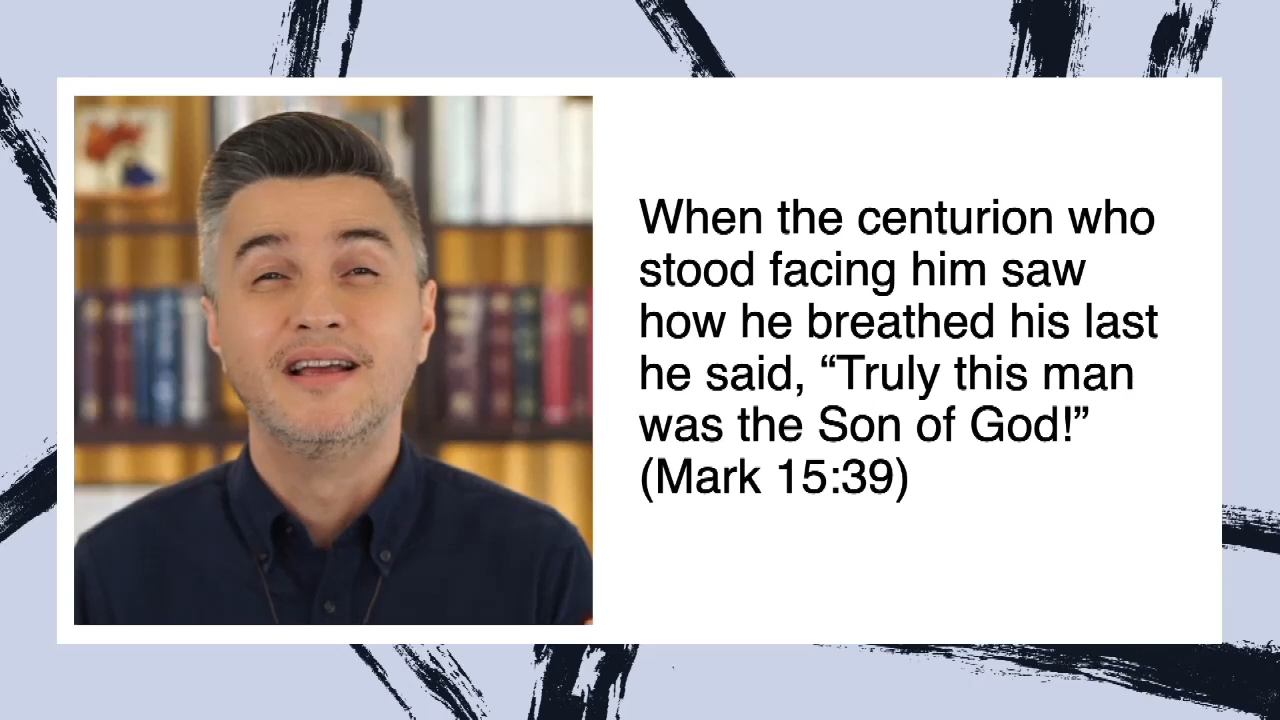 When the centurion who
stood facing him saw
how he breathed his last
he said, “Truly this man
was the Son of God!”
(Mark 15:39)